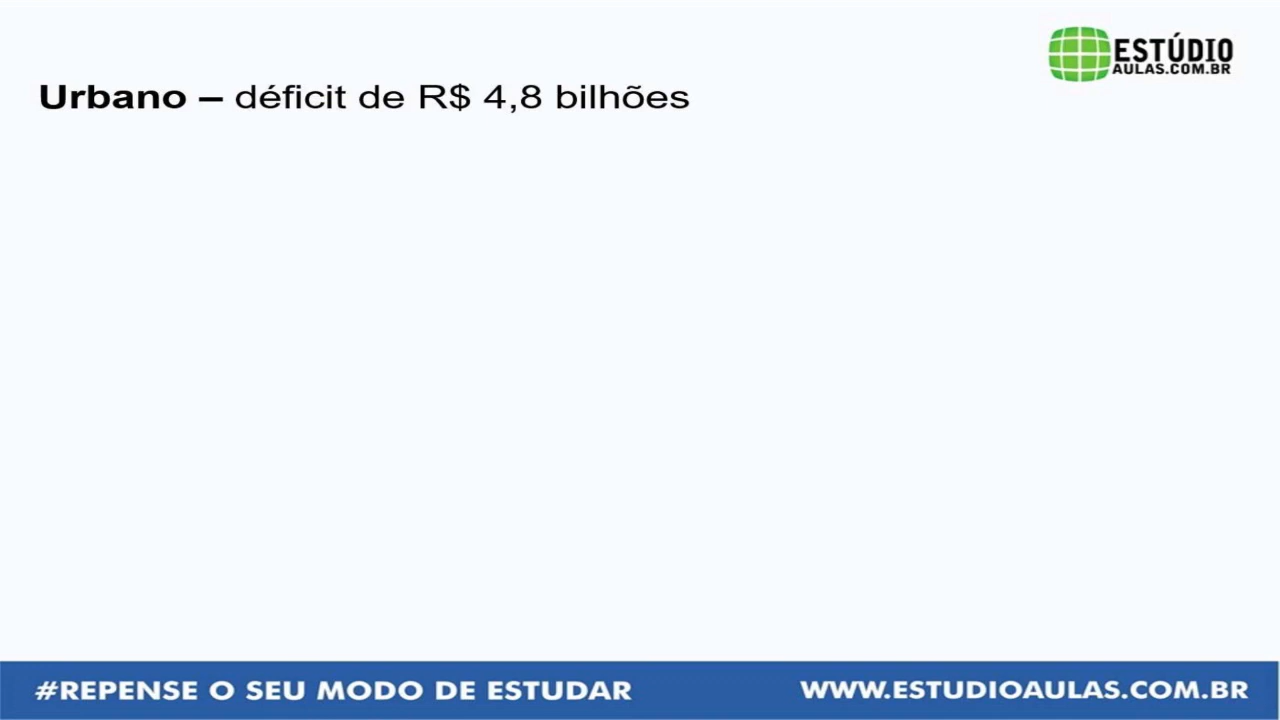 ESTÚDIO
AULAS.COM.BR
Urbano – déficit de R$ 4,8 bilhões
#REPENSE O SEU MODO DE ESTUDAR
WWW.ESTUDIOAULAS.COM.BR